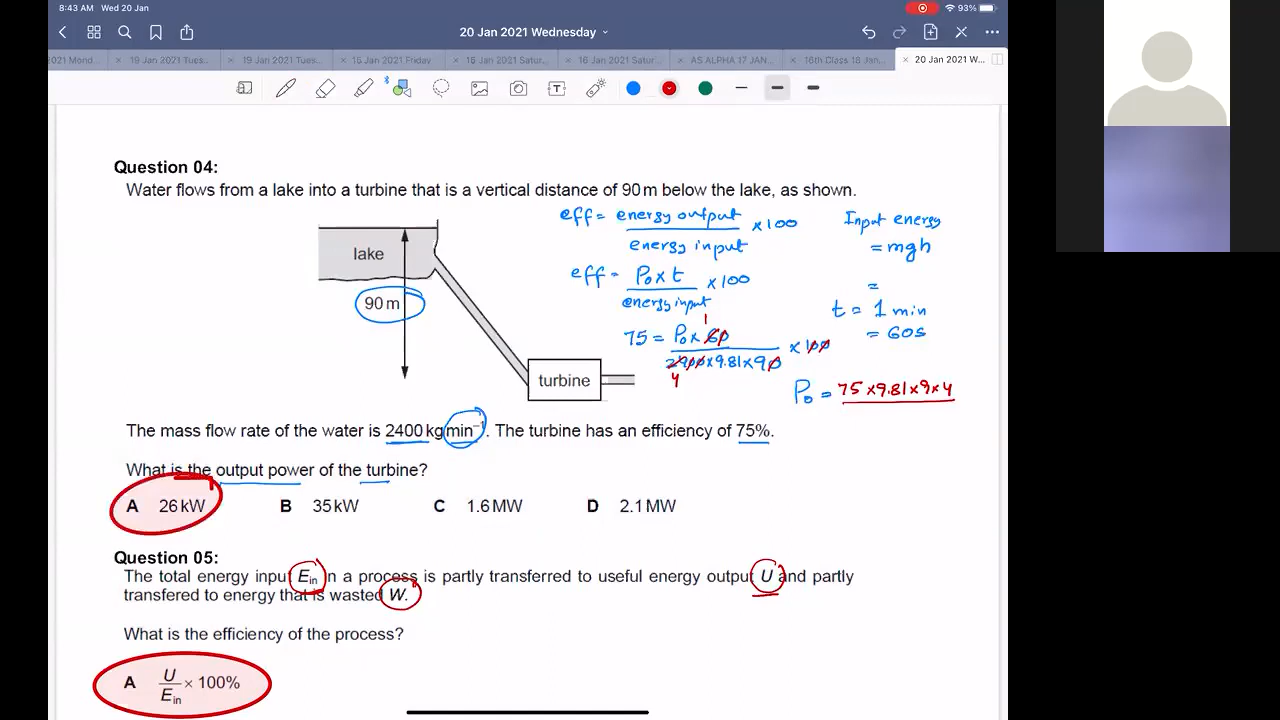 8:43 AM Wed 20 Jan
93%
20 Jan 2021 Wednesday
2021 Mond...
19 Jan 2021 Tues...
19 Jan 2021 Tues...
15 Jan 2021 Friday
16 Jan 2021 Satur...
16 Jan 2021 Satur...
AS ALPHA 17 JAN...
16th Class 18 Jan...
20 Jan 2021 W...
Question 04:
Water flows from a lake into a turbine that is a vertical distance of 90 m below the lake, as shown.
lake
90 m
turbine
eff = energy output / energy input × 100
eff = P₀ × t / energy input × 100
75 = P₀ × 60 / 2400 × 9.81 × 90 × 100
1
4
Input energy
= mgh
=
t = 1 min
= 60s
P₀ = 75 × 9.81 × 9 × 4
The mass flow rate of the water is 2400 kg min⁻¹. The turbine has an efficiency of 75%.
What is the output power of the turbine?
A 26 kW B 35 kW C 1.6 MW D 2.1 MW
Question 05:
The total energy input E_in in a process is partly transferred to useful energy output U and partly
transfered to energy that is wasted W.
What is the efficiency of the process?
A U / E_in × 100%